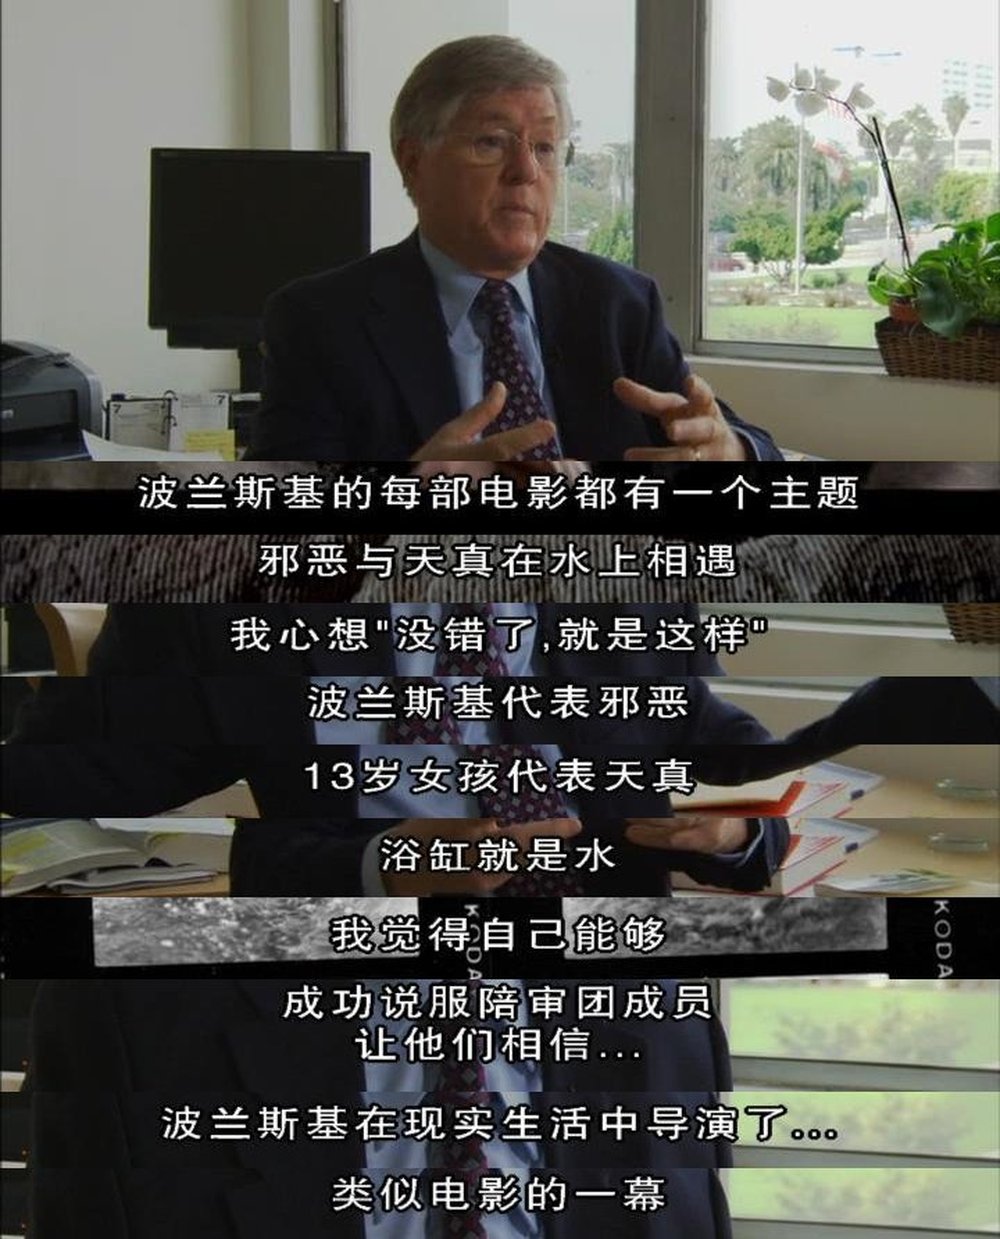 7
7
波兰斯基的每部电影都有一个主题
邪恶与天真在水上相遇
我心想"没错了,就是这样"
波兰斯基代表邪恶
13岁女孩代表天真
浴缸就是水
我觉得自己能够
KODA
KODA
成功说服陪审团成员
让他们相信...
波兰斯基在现实生活中导演了...
类似电影的一幕